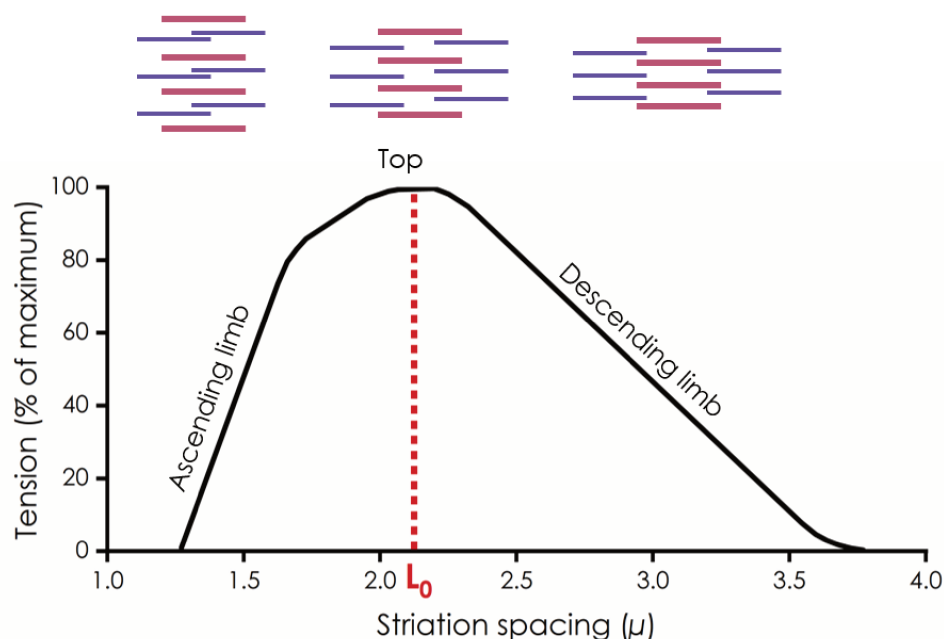 Top
Tension (% of maximum)
100
80
60
40
20
0
Ascending limb
Descending limb
1.0 1.5 2.0 L0 2.5 3.0 3.5 4.0
Striation spacing (µ)